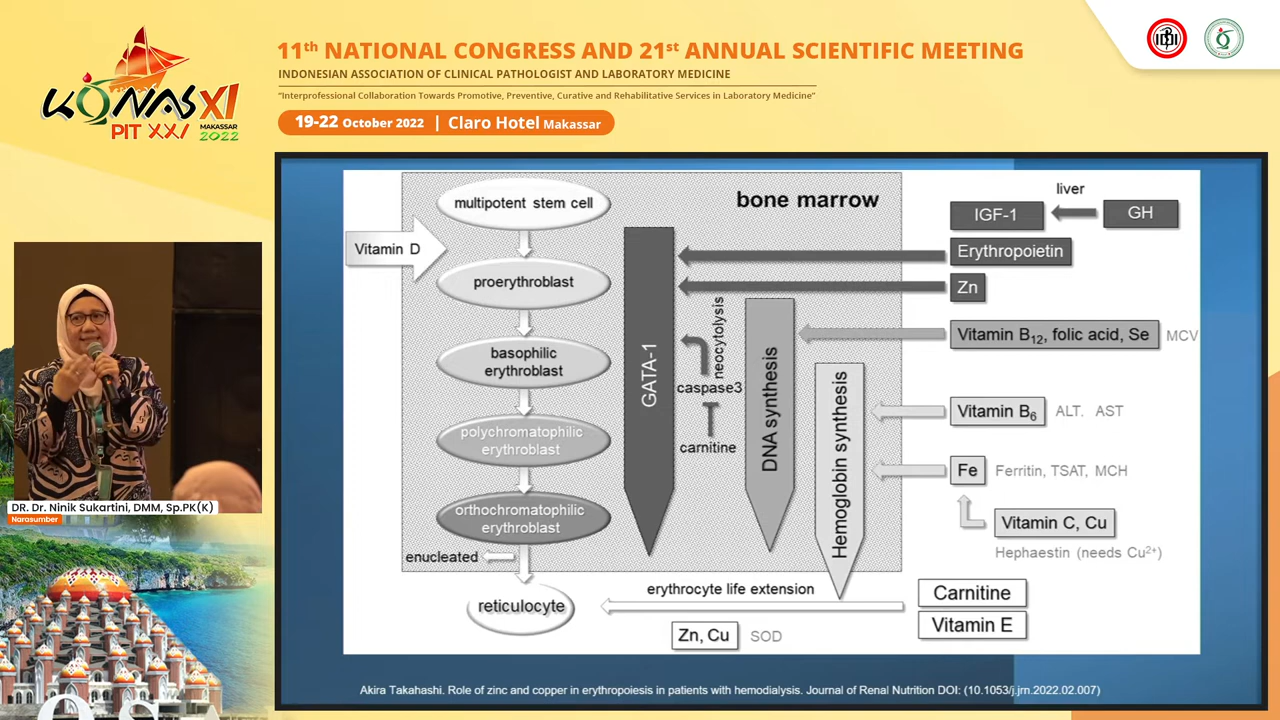 11th NATIONAL CONGRESS AND 21st ANNUAL SCIENTIFIC MEETING
INDONESIAN ASSOCIATION OF CLINICAL PATHOLOGIST AND LABORATORY MEDICINE
"Interprofessional Collaboration Towards Promotive, Preventive, Curative and Rehabilitative Services in Laboratory Medicine"
19-22 October 2022 | Claro Hotel Makassar
KONAS XI
PIT XXI
MAKASSAR
2022
IDI
multipotent stem cell
bone marrow
Vitamin D
proerythroblast
basophilic
erythroblast
polychromatophilic
erythroblast
orthochromatophilic
erythroblast
enucleated
reticulocyte
GATA-1
neocytolysis
caspase3
carnitine
DNA synthesis
Hemoglobin synthesis
liver
IGF-1
GH
Erythropoietin
Zn
Vitamin B12, folic acid, Se
MCV
Vitamin B6
ALT. AST
Fe
Ferritin, TSAT, MCH
Vitamin C, Cu
Hephaestin (needs Cu2+)
erythrocyte life extension
Carnitine
Vitamin E
Zn, Cu
SOD
Akira Takahashi. Role of zinc and copper in erythropoiesis in patients with hemodialysis. Journal of Renal Nutrition DOI: (10.1053/j.jrn.2022.02.007)
DR. Dr. Ninik Sukartini, DMM, Sp.PK(K)
Narasumber